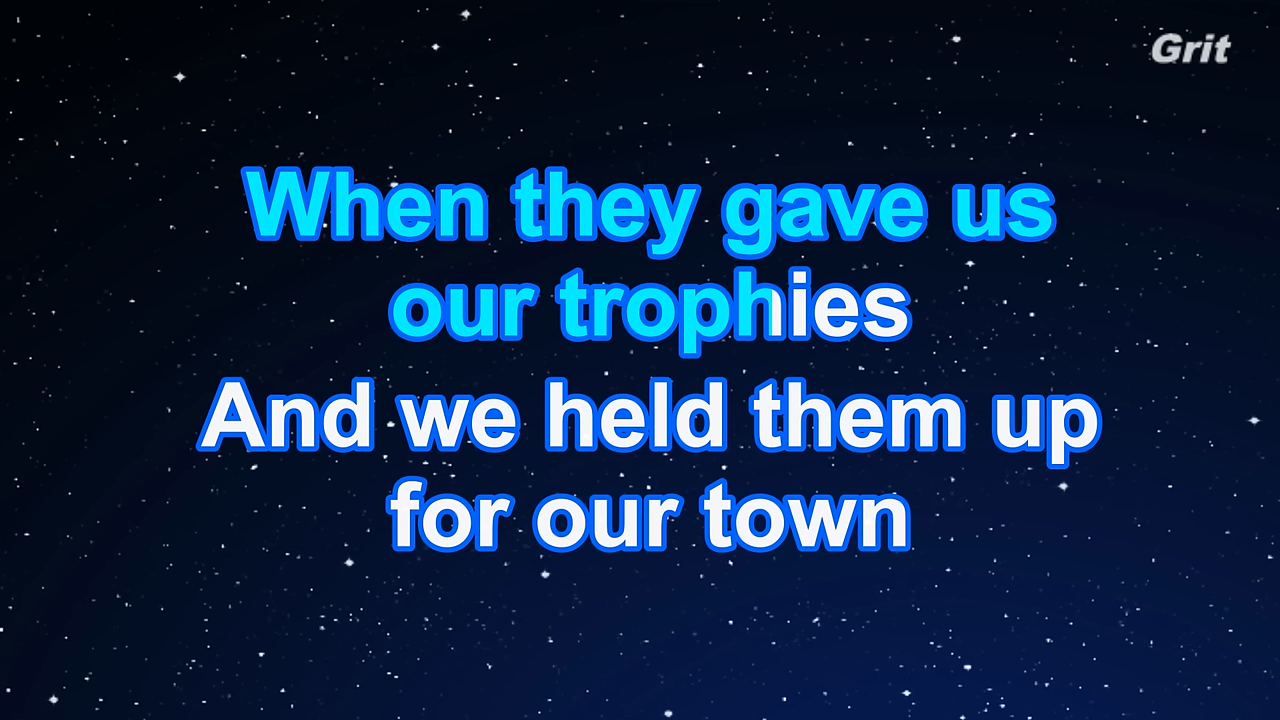 Grit
When they gave us
our trophies
And we held them up
for our town